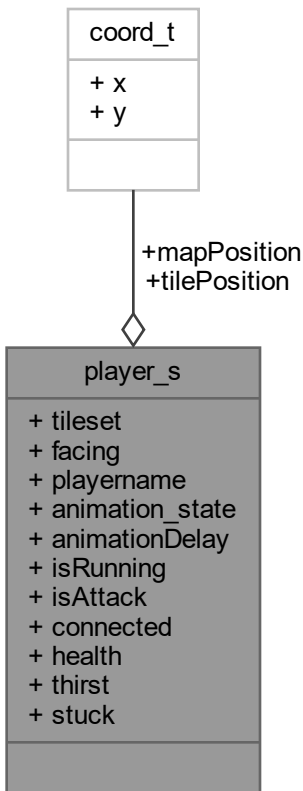 coord_t
+ x
+ y
+mapPosition
+tilePosition
player_s
+ tileset
+ facing
+ playername
+ animation_state
+ animationDelay
+ isRunning
+ isAttack
+ connected
+ health
+ thirst
+ stuck